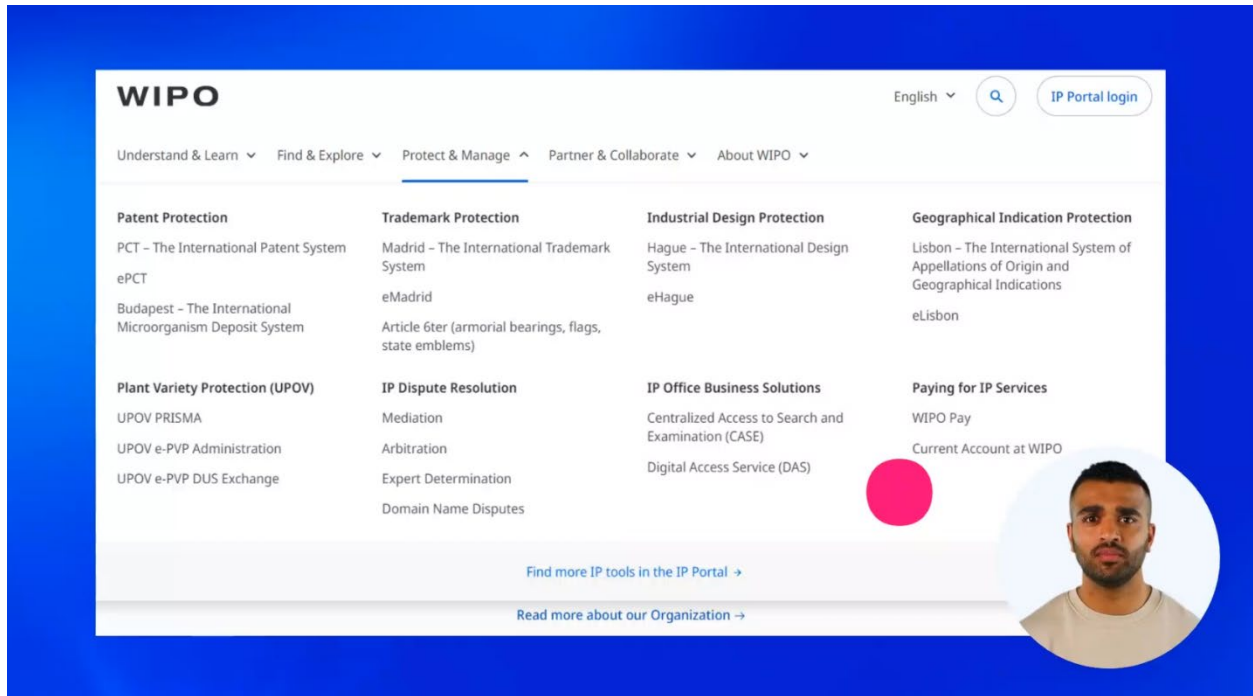 WIPO
English
IP Portal login
Understand & Learn
Find & Explore
Protect & Manage
Partner & Collaborate
About WIPO
Patent Protection
PCT – The International Patent System
ePCT
Budapest – The International
Microorganism Deposit System
Trademark Protection
Madrid – The International Trademark
System
eMadrid
Article 6ter (armorial bearings, flags,
state emblems)
Industrial Design Protection
Hague – The International Design
System
eHague
Geographical Indication Protection
Lisbon – The International System of
Appellations of Origin and
Geographical Indications
eLisbon
Plant Variety Protection (UPOV)
UPOV PRISMA
UPOV e-PVP Administration
UPOV e-PVP DUS Exchange
IP Dispute Resolution
Mediation
Arbitration
Expert Determination
Domain Name Disputes
IP Office Business Solutions
Centralized Access to Search and
Examination (CASE)
Digital Access Service (DAS)
Paying for IP Services
WIPO Pay
Current Account at WIPO
Find more IP tools in the IP Portal →
Read more about our Organization →